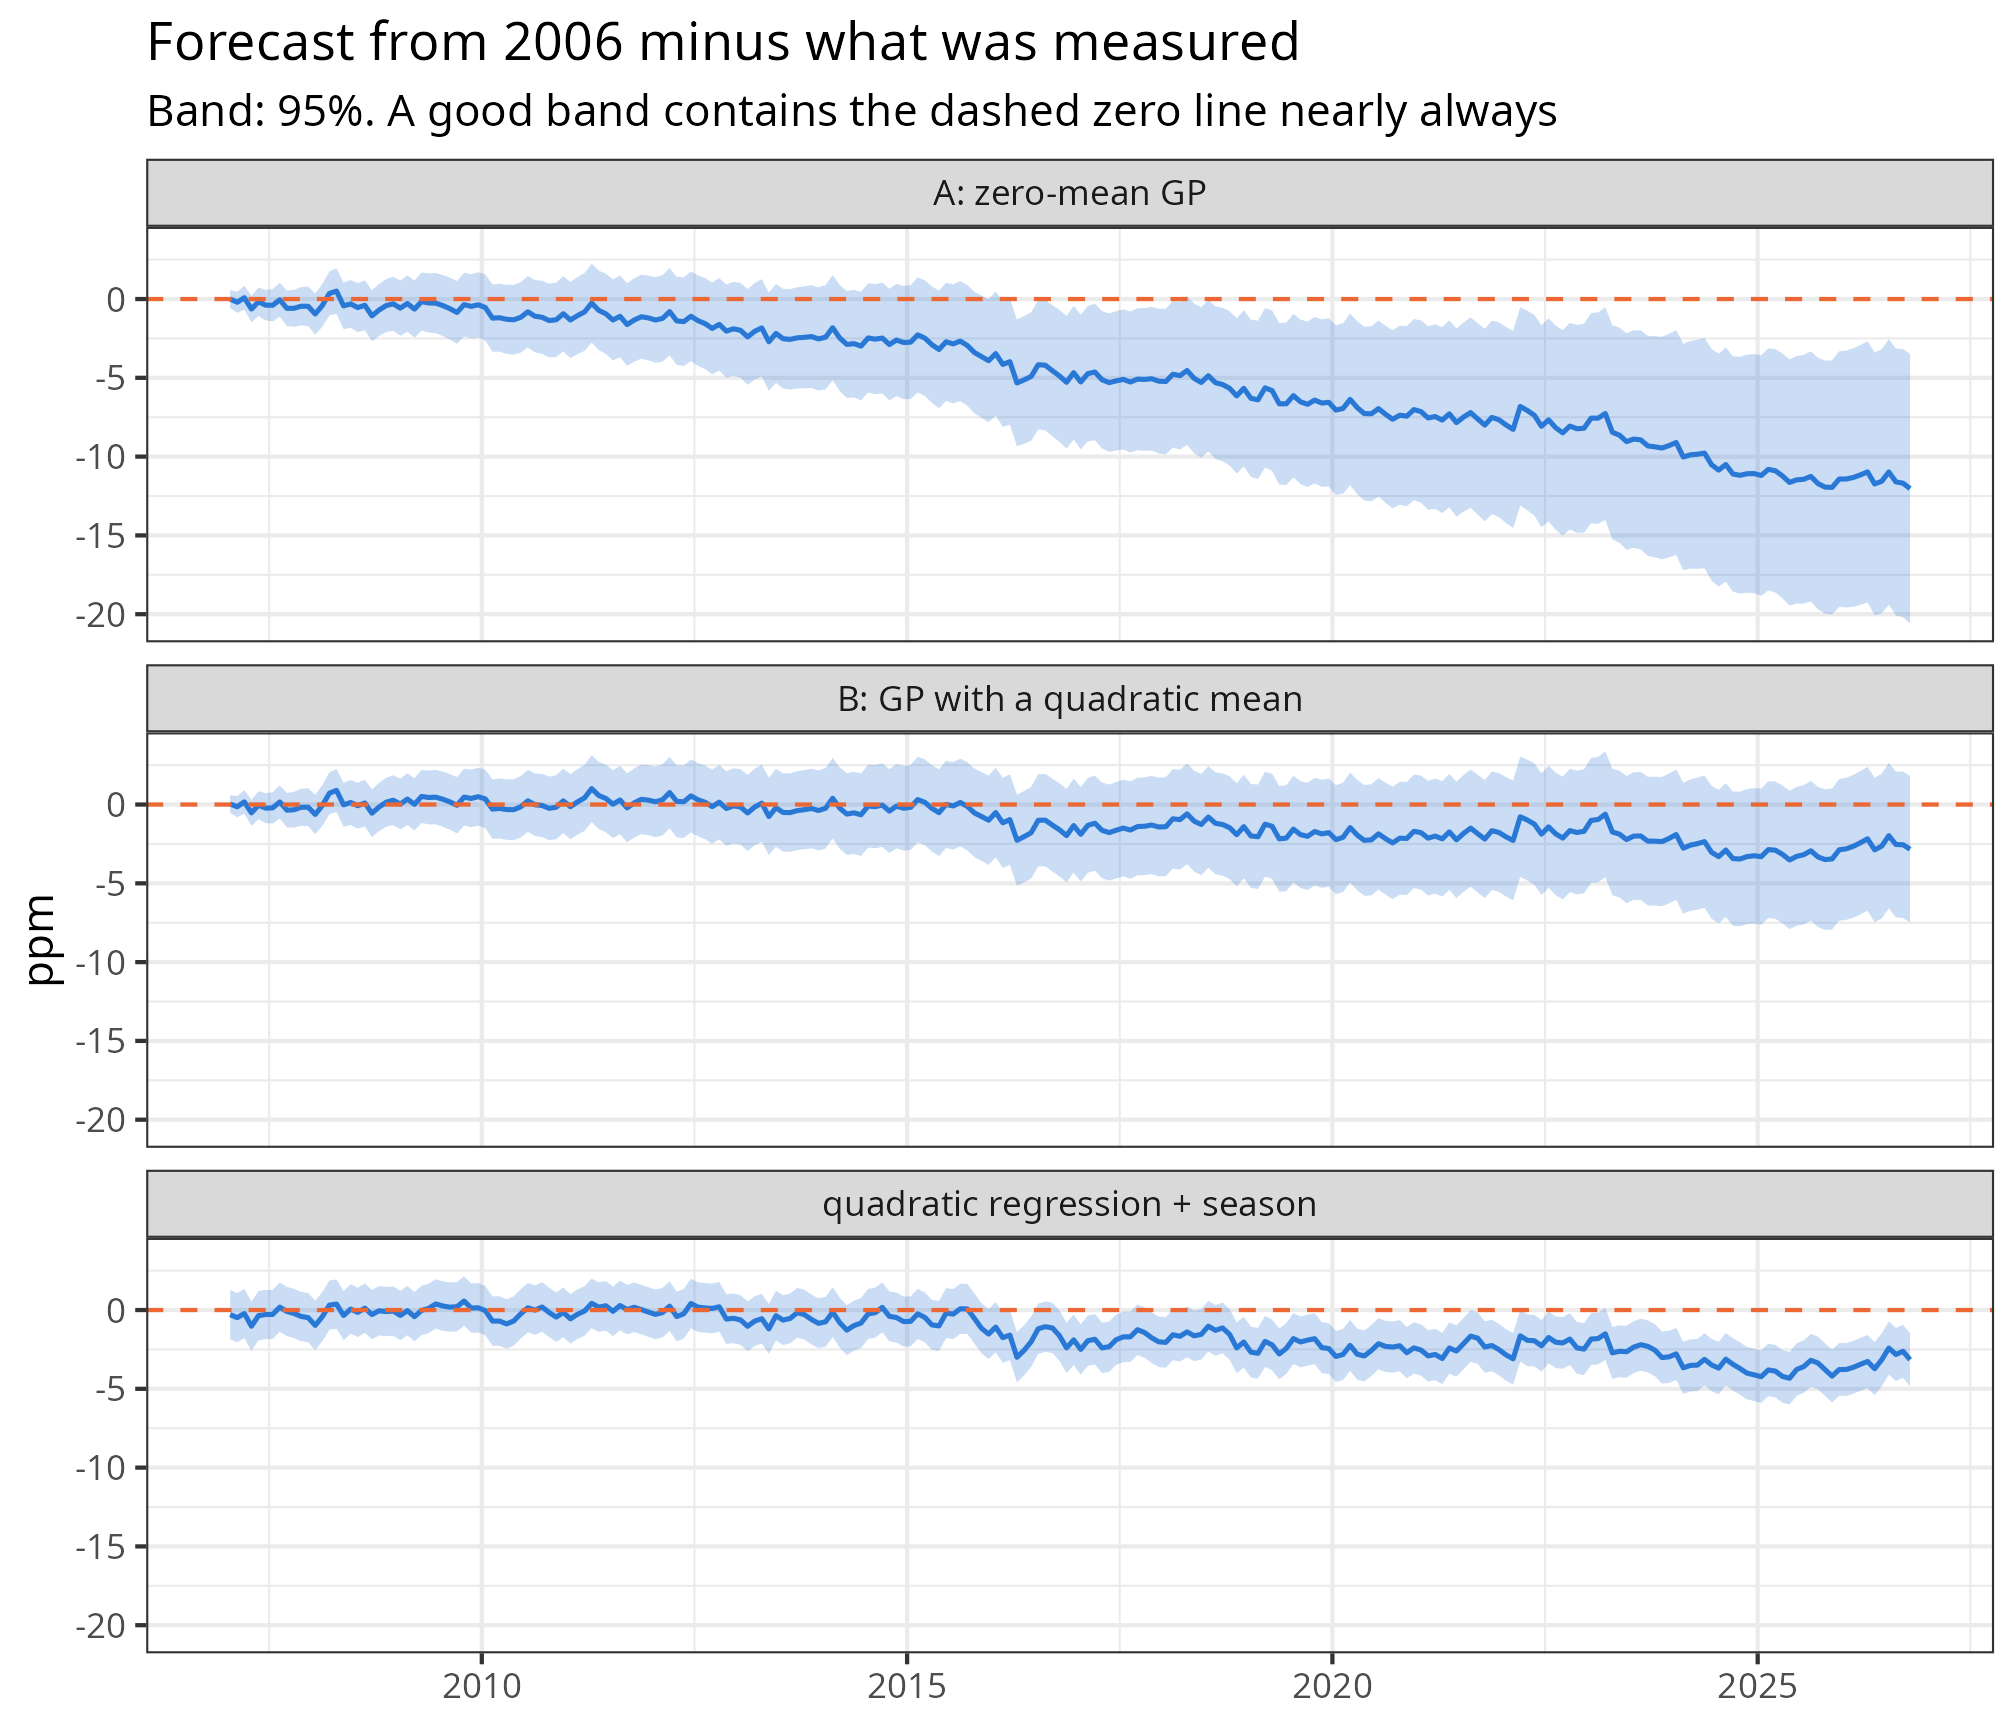 Forecast from 2006 minus what was measured
Band: 95%. A good band contains the dashed zero line nearly always
A: zero-mean GP
0
-5
-10
-15
-20
B: GP with a quadratic mean
0
-5
-10
-15
-20
ppm
quadratic regression + season
0
-5
-10
-15
-20
2010 2015 2020 2025